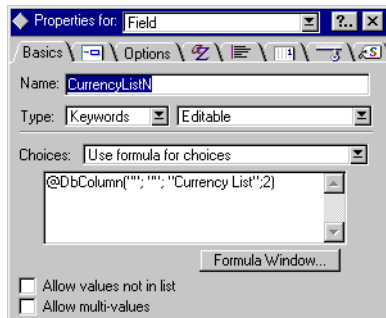 Properties for: Field ?..
Basics Options
Name: CurrencyListN
Type: Keywords Editable
Choices: Use formula for choices
@DbColumn(""; ""; "Currency List";2)
Formula Window...
Allow values not in list
Allow multi-values